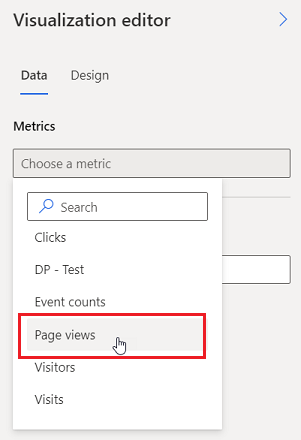 Visualization editor
Data Design
Metrics
Choose a metric
Search
Clicks
DP - Test
Event counts
Page views
Visitors
Visits